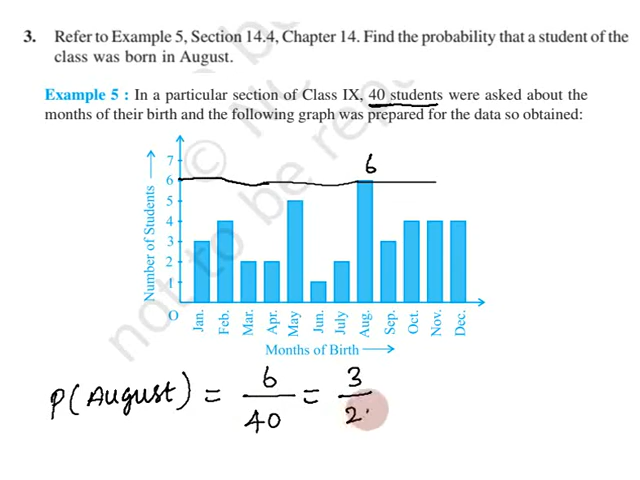 3. Refer to Example 5, Section 14.4, Chapter 14. Find the probability that a student of the
class was born in August.
Example 5 : In a particular section of Class IX, 40 students were asked about the
months of their birth and the following graph was prepared for the data so obtained:
Number of Students
7
6
5
4
3
2
1
O
6
Jan. Feb. Mar. Apr. May Jun. July Aug. Sep. Oct. Nov. Dec.
Months of Birth
P(August) = 6/40 = 3/2
not to be